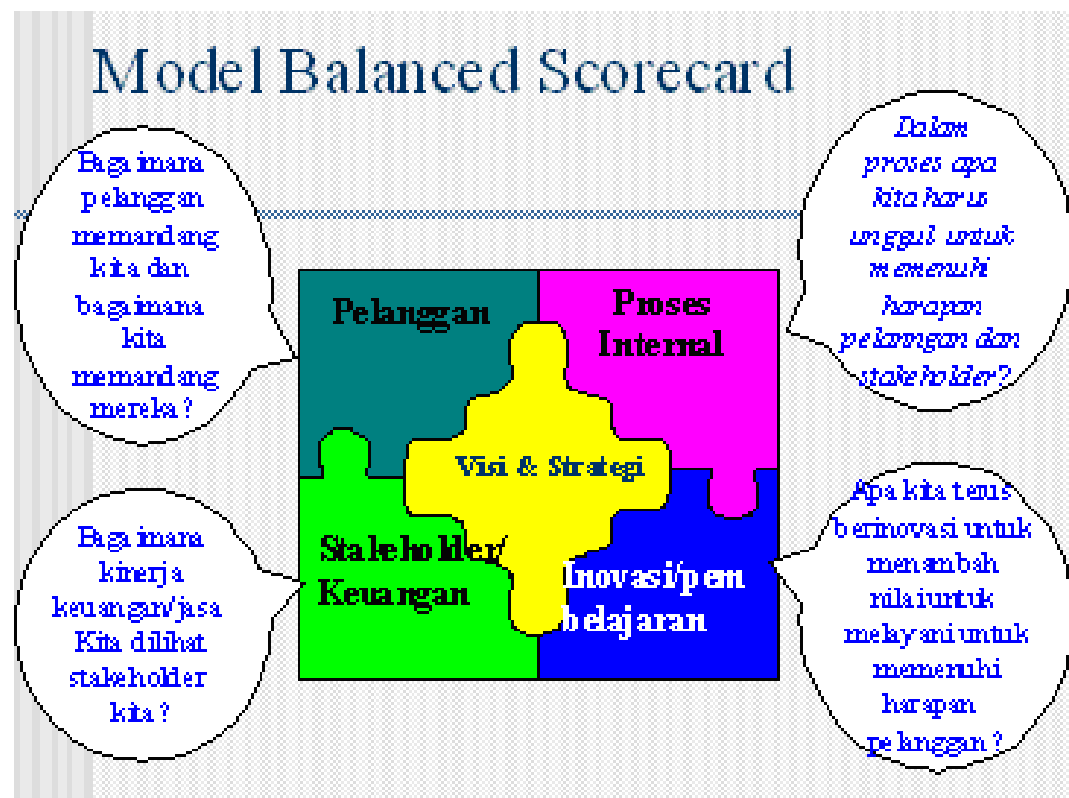 Model Balanced Scorecard
Bagaimana
pelanggan
memandang
kita dan
bagaimana
kita
memandang
mereka ?
Dalam
proses apa
kita harus
unggul untuk
memenuhi
harapan
pelanngan dan
stakeholder?
Pelanggan
Proses
Internal
Visi & Strategi
Stakeholder/
Keuangan
Inovasi/pem
belajaran
Bagaimana
kinerja
keuangan/jasa
Kita dilihat
stakeholder
kita ?
Apa kita terus
berinovasi untuk
menambah
nilai untuk
melayani untuk
memenuhi
harapan
pelanggan ?